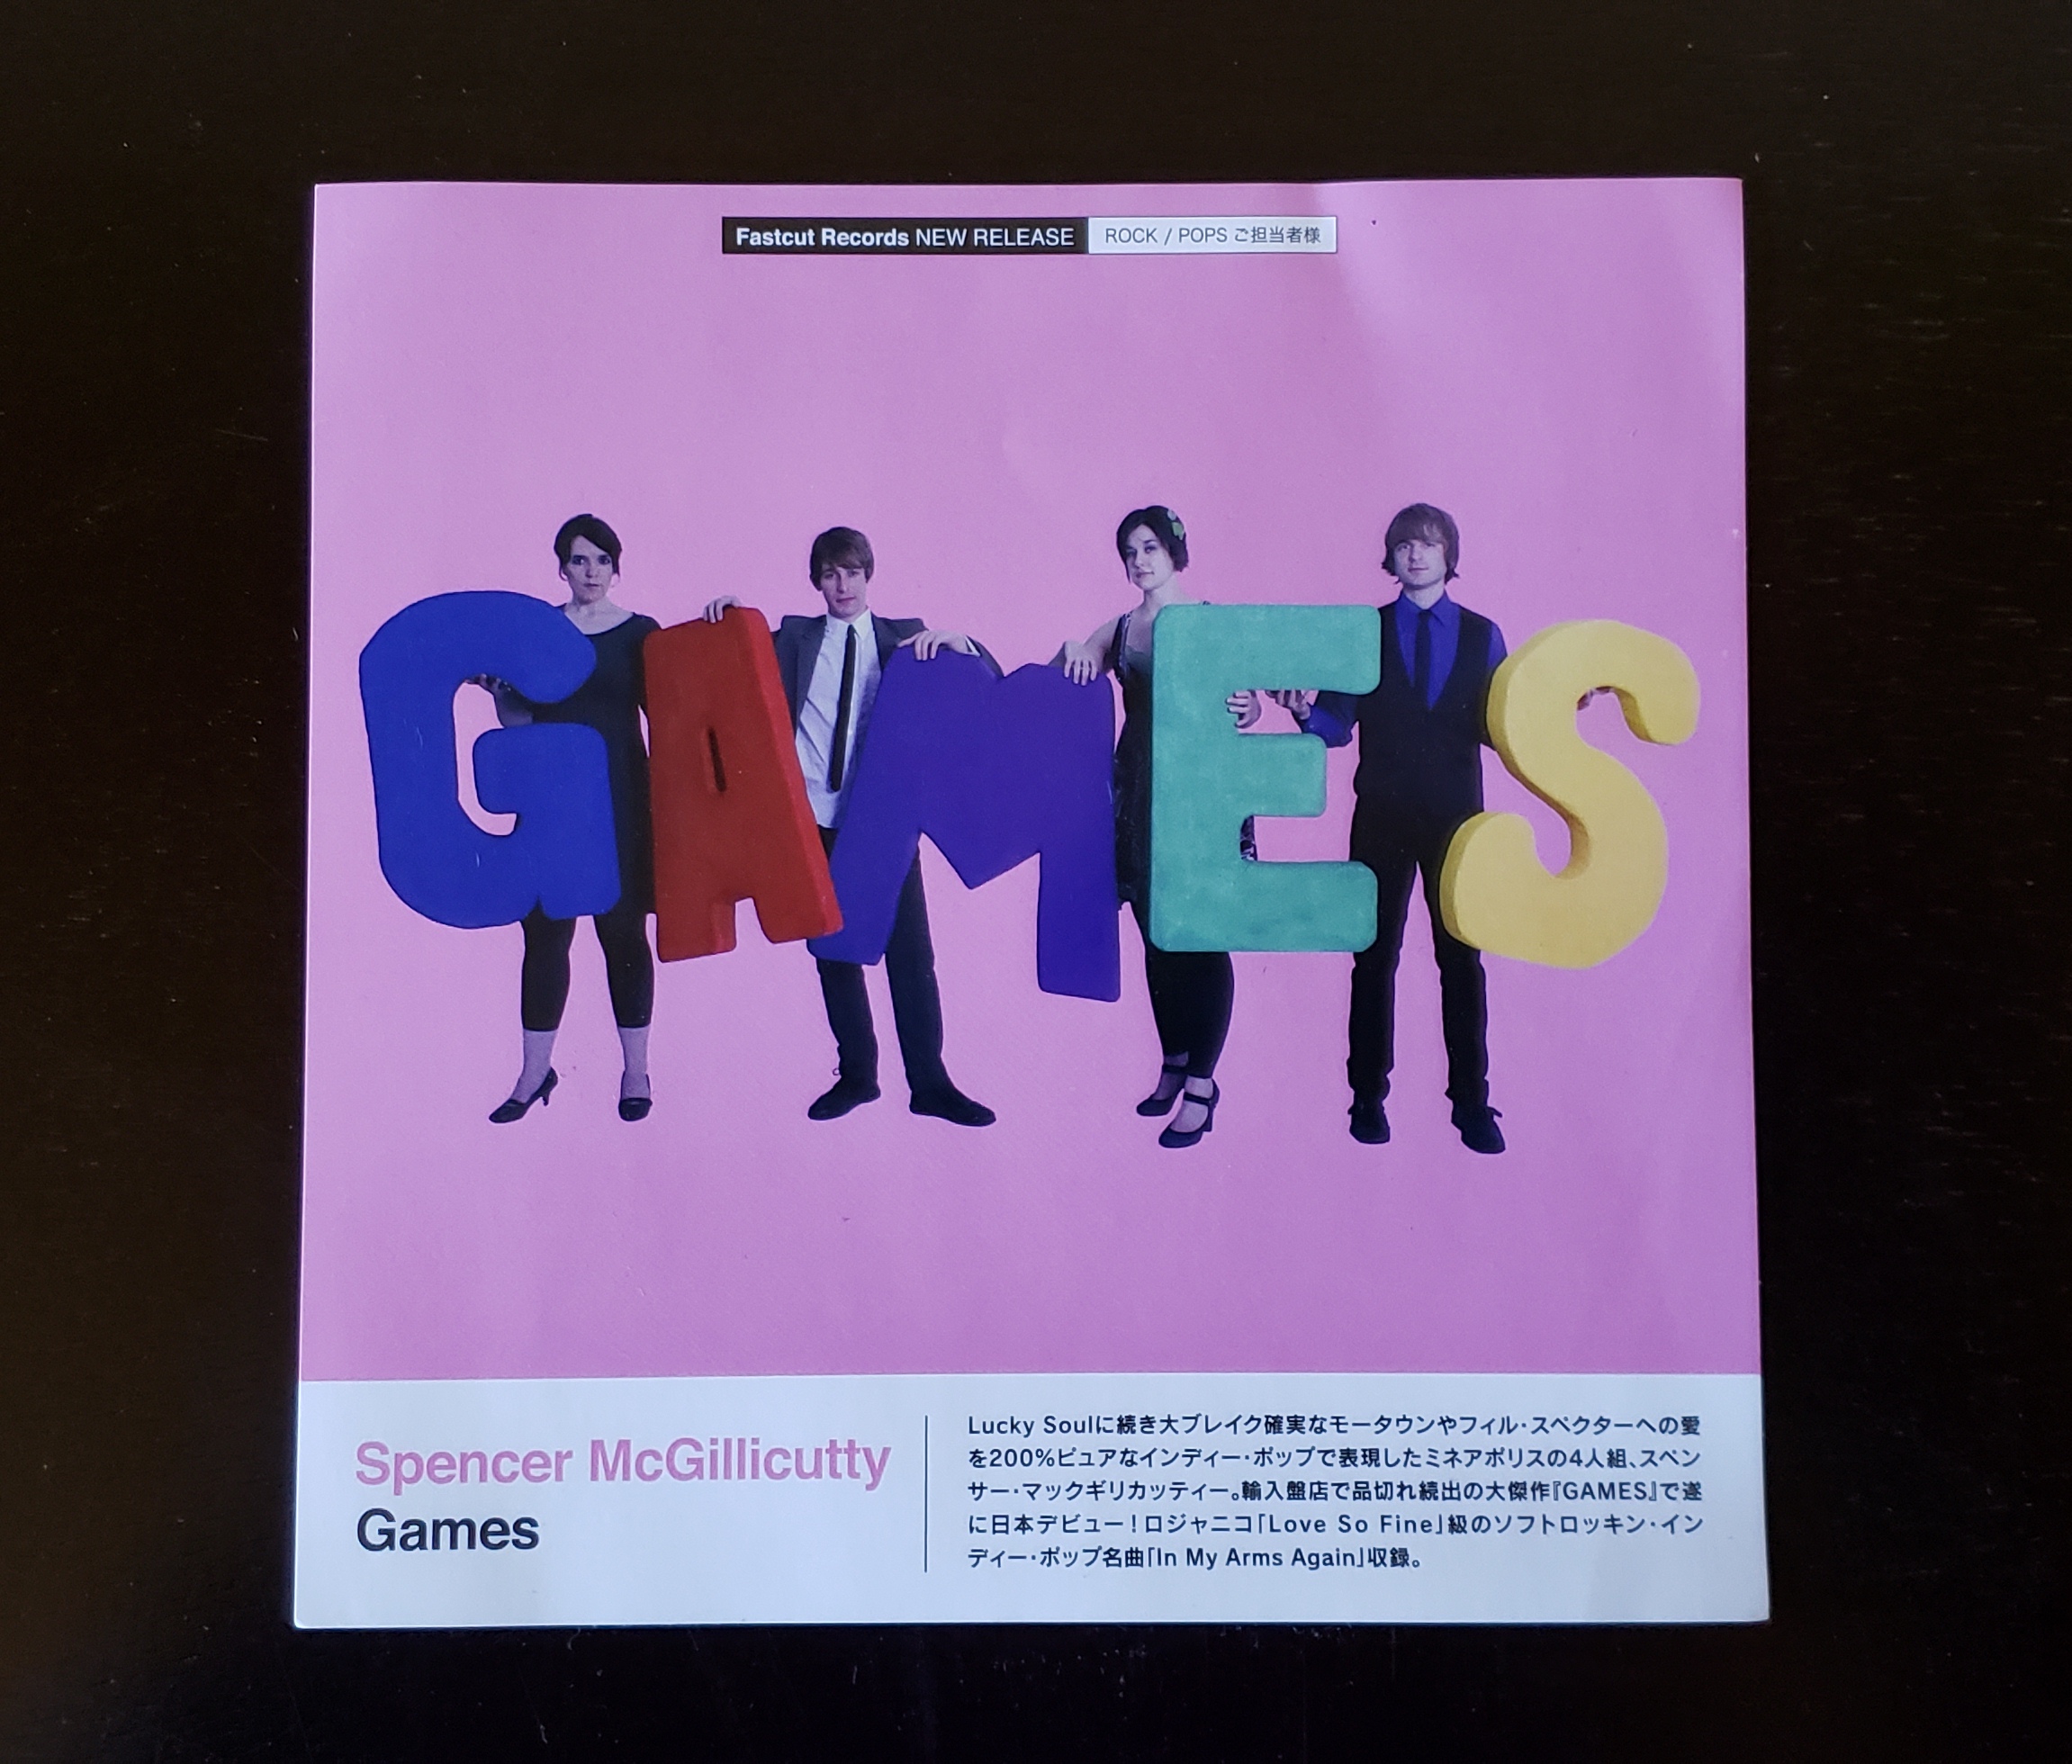 Fastcut Records NEW RELEASE ROCK / POPS ご担当者様
GAMES
Spencer McGillicutty
Games
Lucky Soulに続き大ブレイク確実なモータウンやフィル・スペクターへの愛
を200%ピュアなインディー・ポップで表現したミネアポリスの4人組、スペン
サー・マックギリカッティー。輸入盤店で品切れ続出の大傑作『GAMES』で遂
に日本デビュー！ロジャニコ「Love So Fine」級のソフトロッキン・イン
ディー・ポップ名曲「In My Arms Again」収録。